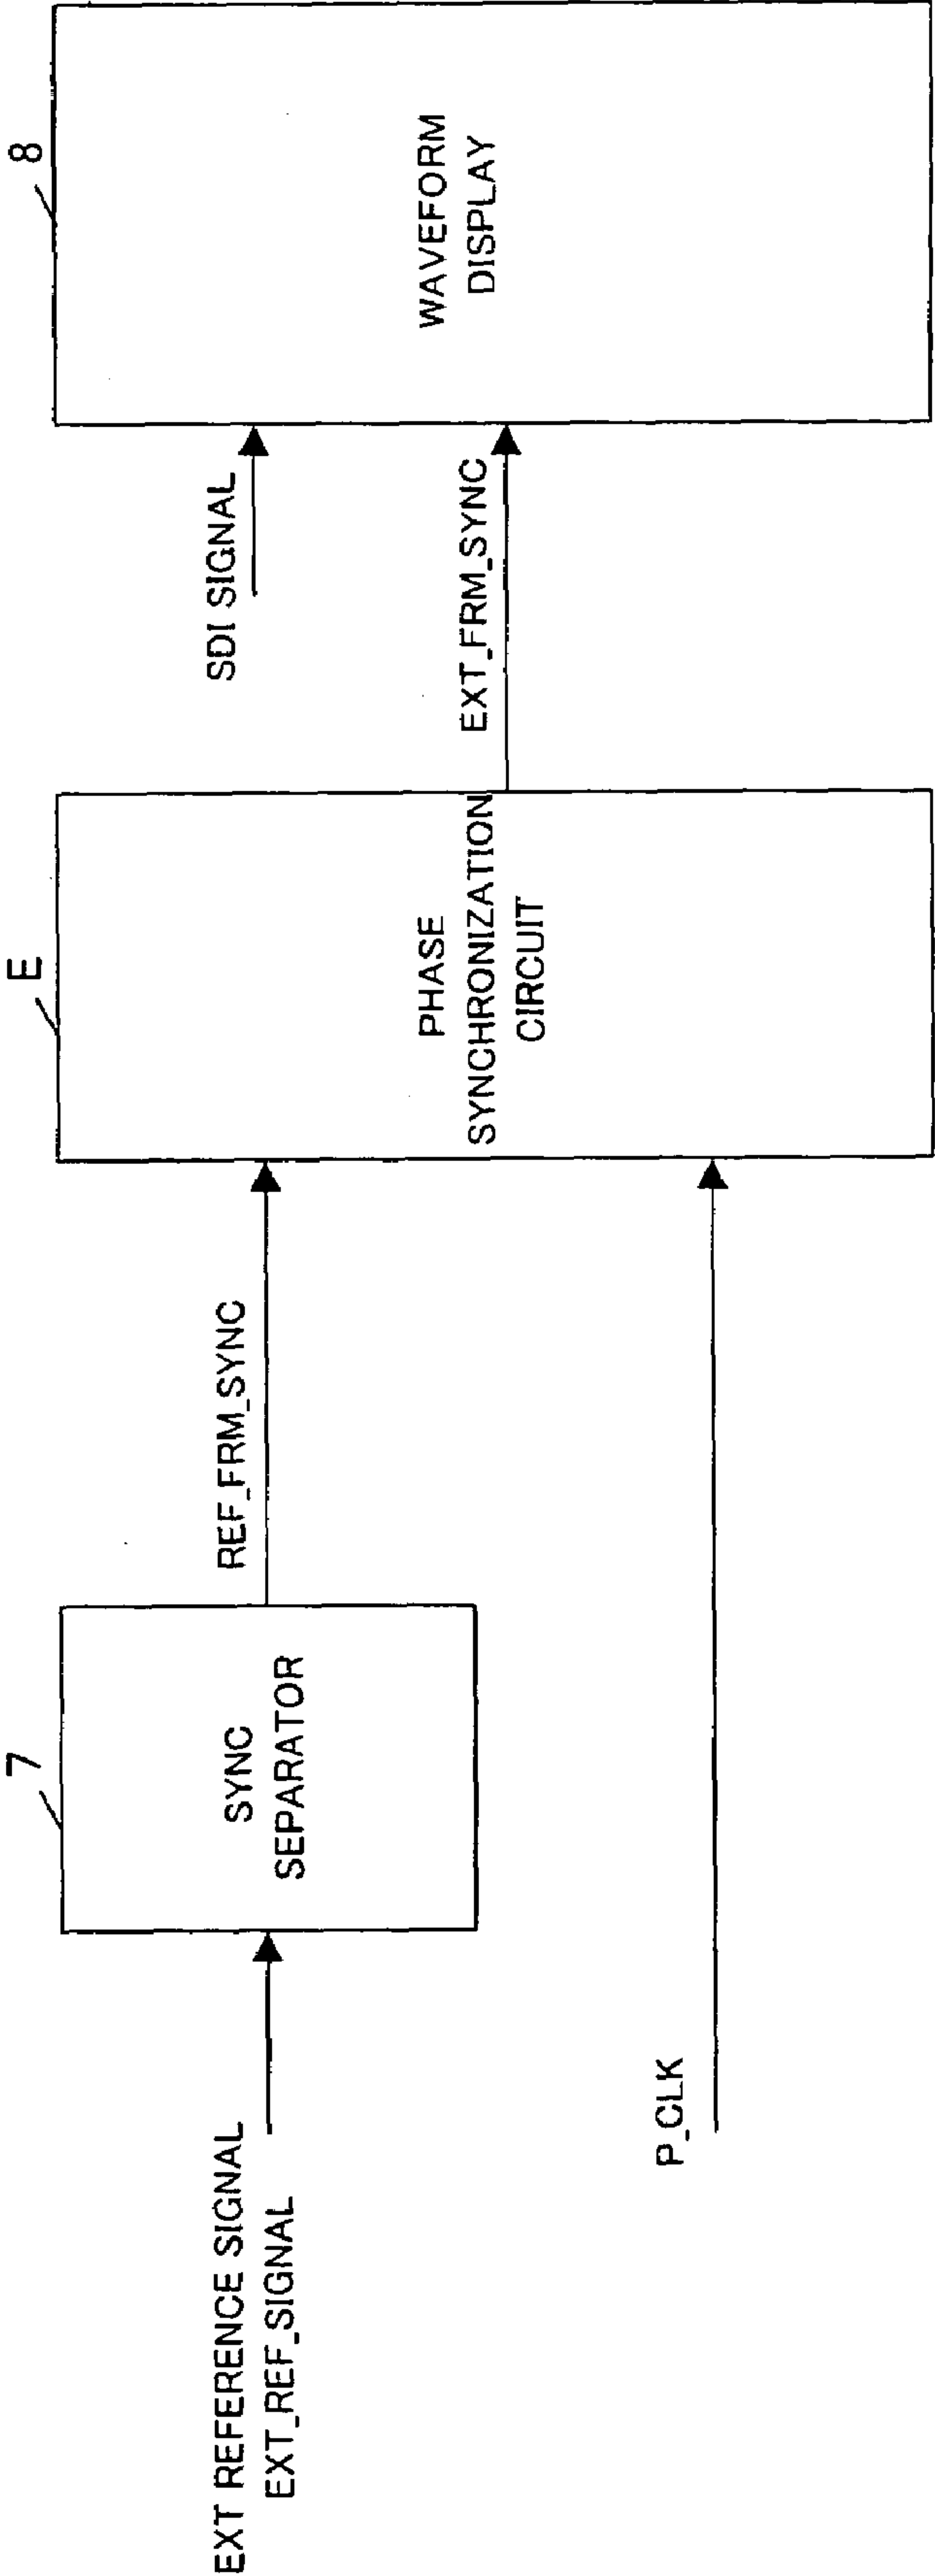 EXT REFERENCE SIGNAL
EXT_REF_SIGNAL
7
SYNC
SEPARATOR
REF_FRM_SYNC
P_CLK
E
PHASE
SYNCHRONIZATION
CIRCUIT
SDI SIGNAL
EXT_FRM_SYNC
8
WAVEFORM
DISPLAY